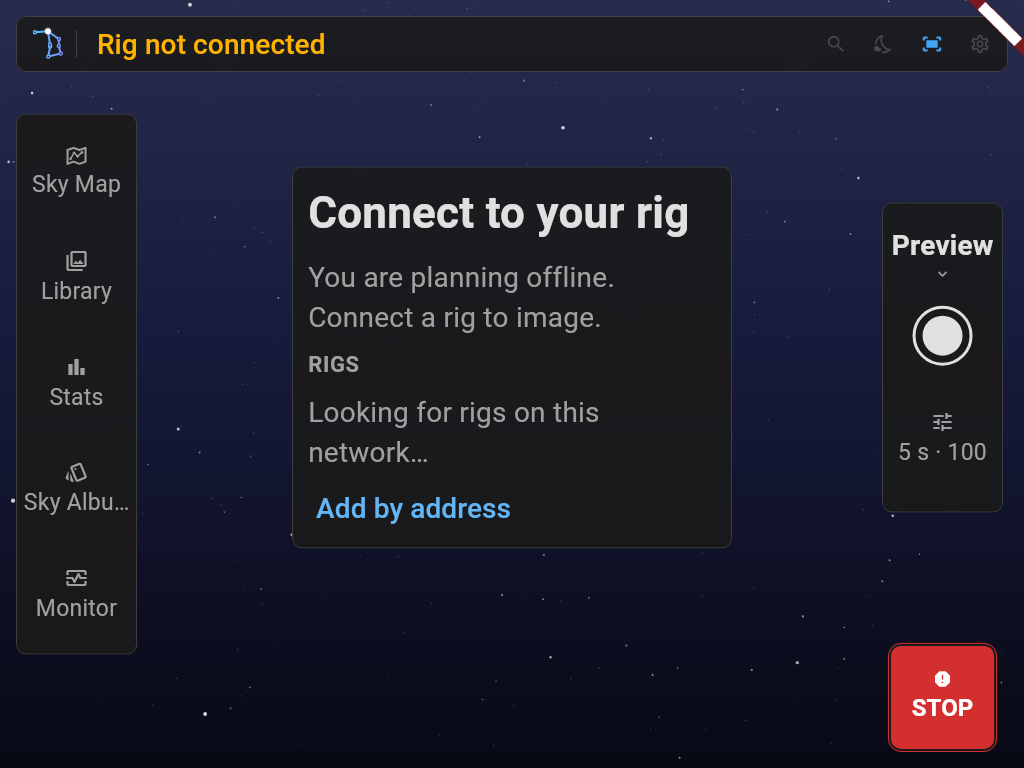 Rig not connected
Sky Map
Library
Stats
Sky Albu…
Monitor
Connect to your rig
You are planning offline.
Connect a rig to image.
RIGS
Looking for rigs on this
network…
Add by address
Preview
5 s · 100
STOP